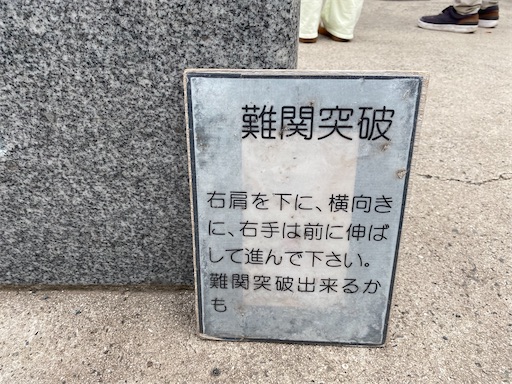 難関突破
右肩を下に、横向き
に、右手は前に伸ば
して進んで下さい。
難関突破出来るか
も